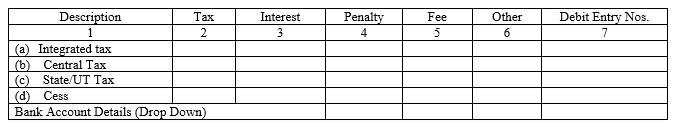 Description Tax Interest Penalty Fee Other Debit Entry Nos.
1 2 3 4 5 6 7
(a) Integrated tax
(b) Central Tax
(c) State/UT Tax
(d) Cess
Bank Account Details (Drop Down)